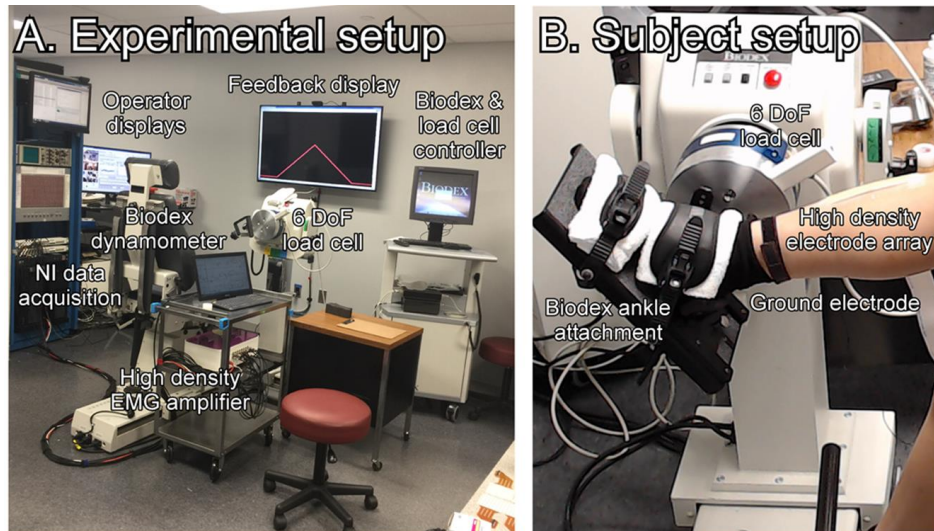 A. Experimental setup
Operator
displays
Feedback display
Biodex &
load cell
controller
BIODEX
Biodex
dynamometer
6 DoF
load cell
NI data
acquisition
High density
EMG amplifier
B. Subject setup
BIODEX
6 DoF
load cell
High density
electrode array
Biodex ankle
attachment
Ground electrode